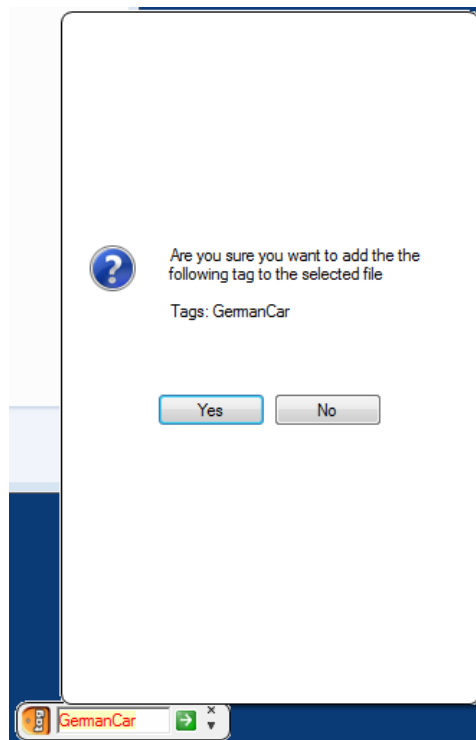 Are you sure you want to add the the
following tag to the selected file
Tags: GermanCar
Yes
No
tag
GermanCar